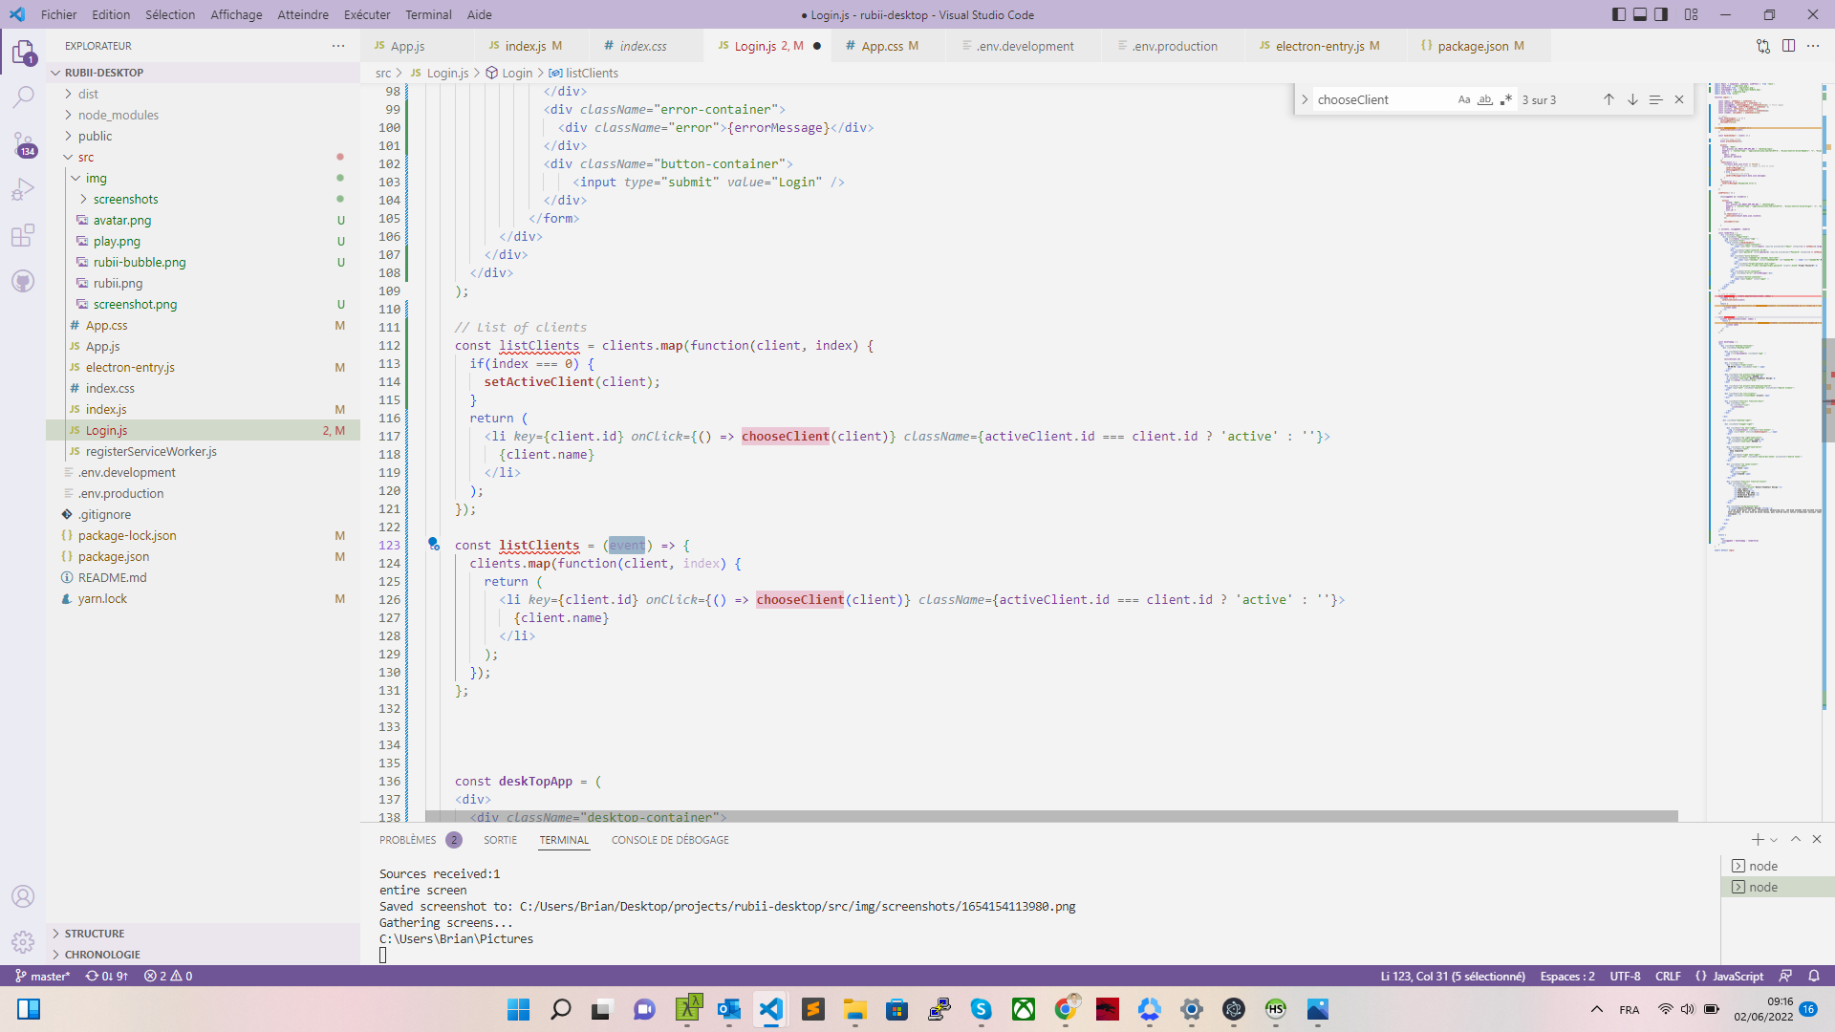 Fichier Edition Sélection Affichage Atteindre Exécuter Terminal Aide
● Login.js - rubii-desktop - Visual Studio Code
EXPLORATEUR ···
JS App.js
JS index.js M
# index.css
JS Login.js 2, M ●
# App.css M
.env.development
.env.production
JS electron-entry.js M
{} package.json M
src > JS Login.js > Login > listClients
RUBII-DESKTOP
dist
node_modules
public
src
img
screenshots
avatar.png U
play.png U
rubii-bubble.png U
rubii.png
screenshot.png U
# App.css M
JS App.js
JS electron-entry.js M
# index.css
JS index.js M
JS Login.js 2, M
JS registerServiceWorker.js
.env.development
.env.production
.gitignore
{} package-lock.json M
{} package.json M
README.md
yarn.lock M
STRUCTURE
CHRONOLOGIE
1
134
chooseClient Aa ab .* 3 sur 3
98 </div>
99 <div className="error-container">
100 <div className="error">{errorMessage}</div>
101 </div>
102 <div className="button-container">
103 <input type="submit" value="Login" />
104 </div>
105 </form>
106 </div>
107 </div>
108 </div>
109 );
110
111 // List of clients
112 const listClients = clients.map(function(client, index) {
113 if(index === 0) {
114 setActiveClient(client);
115 }
116 return (
117 <li key={client.id} onClick={() => chooseClient(client)} className={activeClient.id === client.id ? 'active' : ''}>
118 {client.name}
119 </li>
120 );
121 });
122
123 const listClients = (event) => {
124 clients.map(function(client, index) {
125 return (
126 <li key={client.id} onClick={() => chooseClient(client)} className={activeClient.id === client.id ? 'active' : ''}>
127 {client.name}
128 </li>
129 );
130 });
131 };
132
133
134
135
136 const deskTopApp = (
137 <div>
138 <div className="desktop-container">
PROBLÈMES 2 SORTIE TERMINAL CONSOLE DE DÉBOGAGE
Sources received:1
entire screen
Saved screenshot to: C:/Users/Brian/Desktop/projects/rubii-desktop/src/img/screenshots/1654154113980.png
Gathering screens...
C:\Users\Brian\Pictures
node
node
master* 0↓ 9↑ 2 0
Li 123, Col 31 (5 sélectionné) Espaces : 2 UTF-8 CRLF {} JavaScript
HS
FRA
09:16
02/06/2022
16